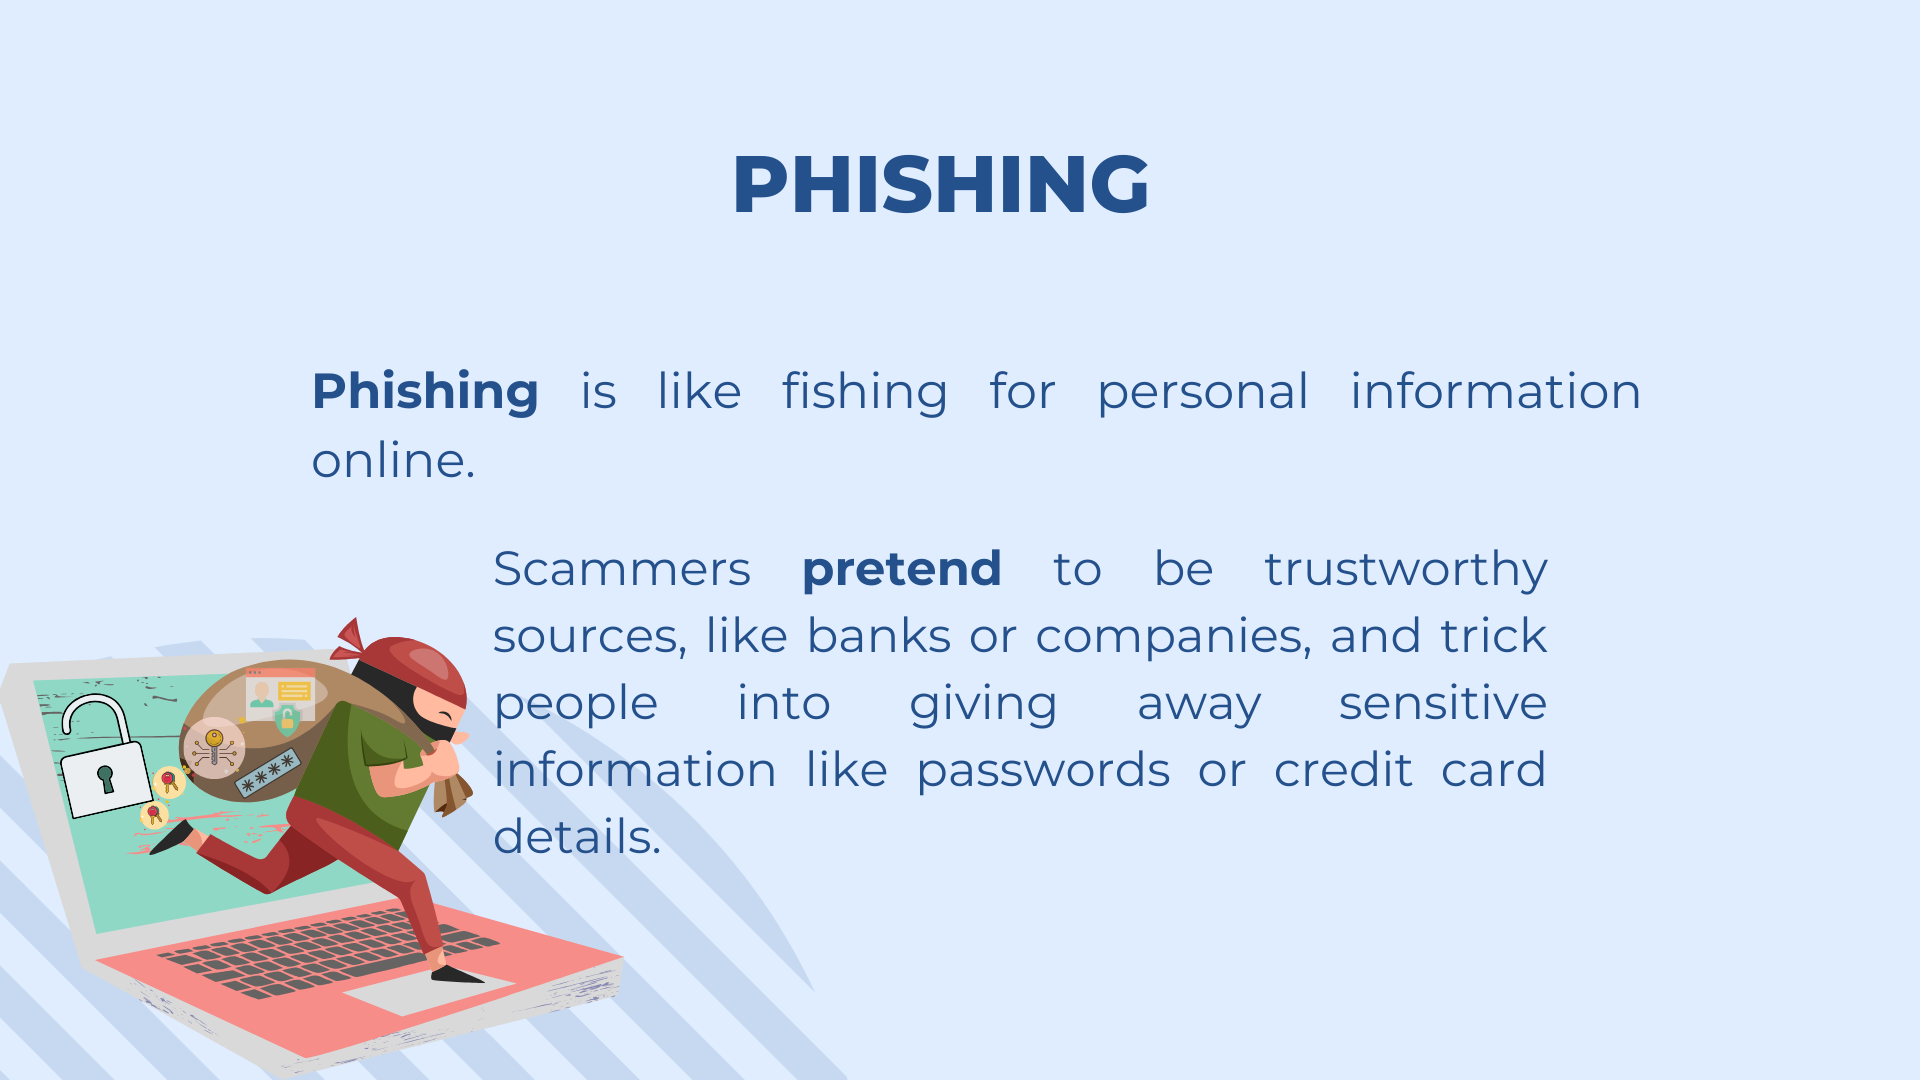 PHISHING
Phishing is like fishing for personal information
online.
Scammers pretend to be trustworthy
sources, like banks or companies, and trick
people into giving away sensitive
information like passwords or credit card
details.